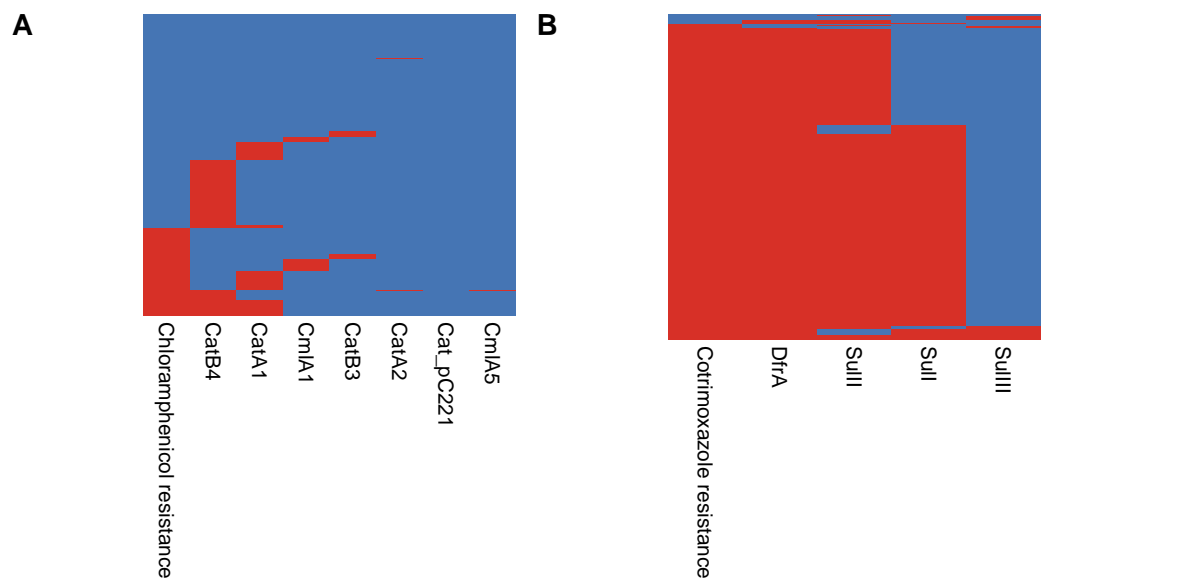 A
B
Chloramphenicol resistance
CatB4
CatA1
CmlA1
CatB3
CatA2
Cat_pC221
CmlA5
Cotrimoxazole resistance
DfrA
SulII
SulI
SulIII